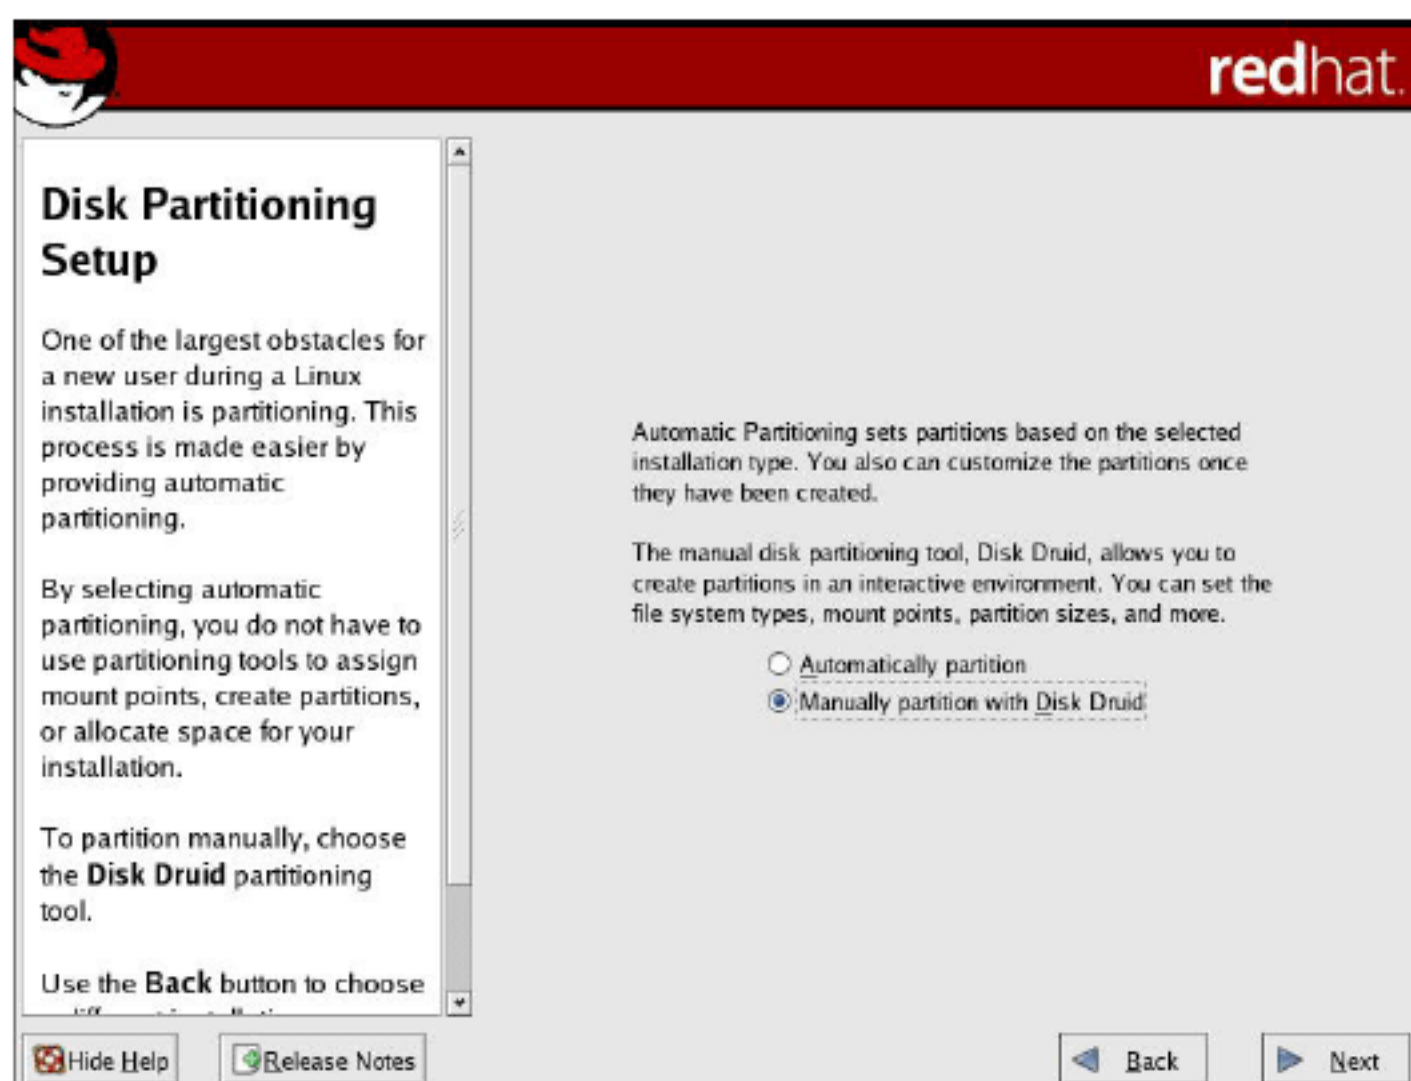 redhat.
Disk Partitioning
Setup
One of the largest obstacles for
a new user during a Linux
installation is partitioning. This
process is made easier by
providing automatic
partitioning.
By selecting automatic
partitioning, you do not have to
use partitioning tools to assign
mount points, create partitions,
or allocate space for your
installation.
To partition manually, choose
the Disk Druid partitioning
tool.
Use the Back button to choose
Automatic Partitioning sets partitions based on the selected
installation type. You also can customize the partitions once
they have been created.
The manual disk partitioning tool, Disk Druid, allows you to
create partitions in an interactive environment. You can set the
file system types, mount points, partition sizes, and more.
Automatically partition
Manually partition with Disk Druid
Hide Help
Release Notes
Back
Next